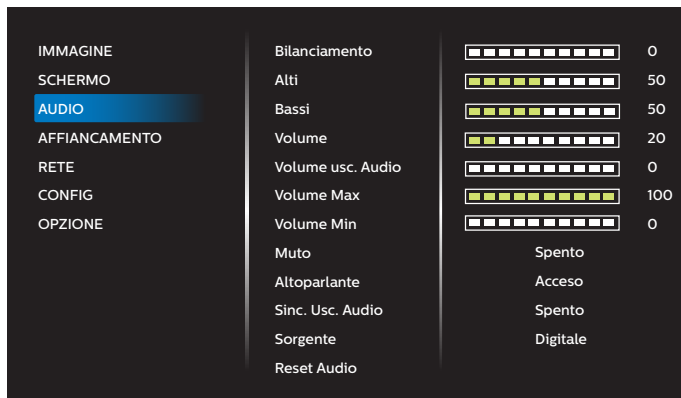 IMMAGINE
SCHERMO
AUDIO
AFFIANCAMENTO
RETE
CONFIG
OPZIONE
Bilanciamento 0
Alti 50
Bassi 50
Volume 20
Volume usc. Audio 0
Volume Max 100
Volume Min 0
Muto Spento
Altoparlante Acceso
Sinc. Usc. Audio Spento
Sorgente Digitale
Reset Audio